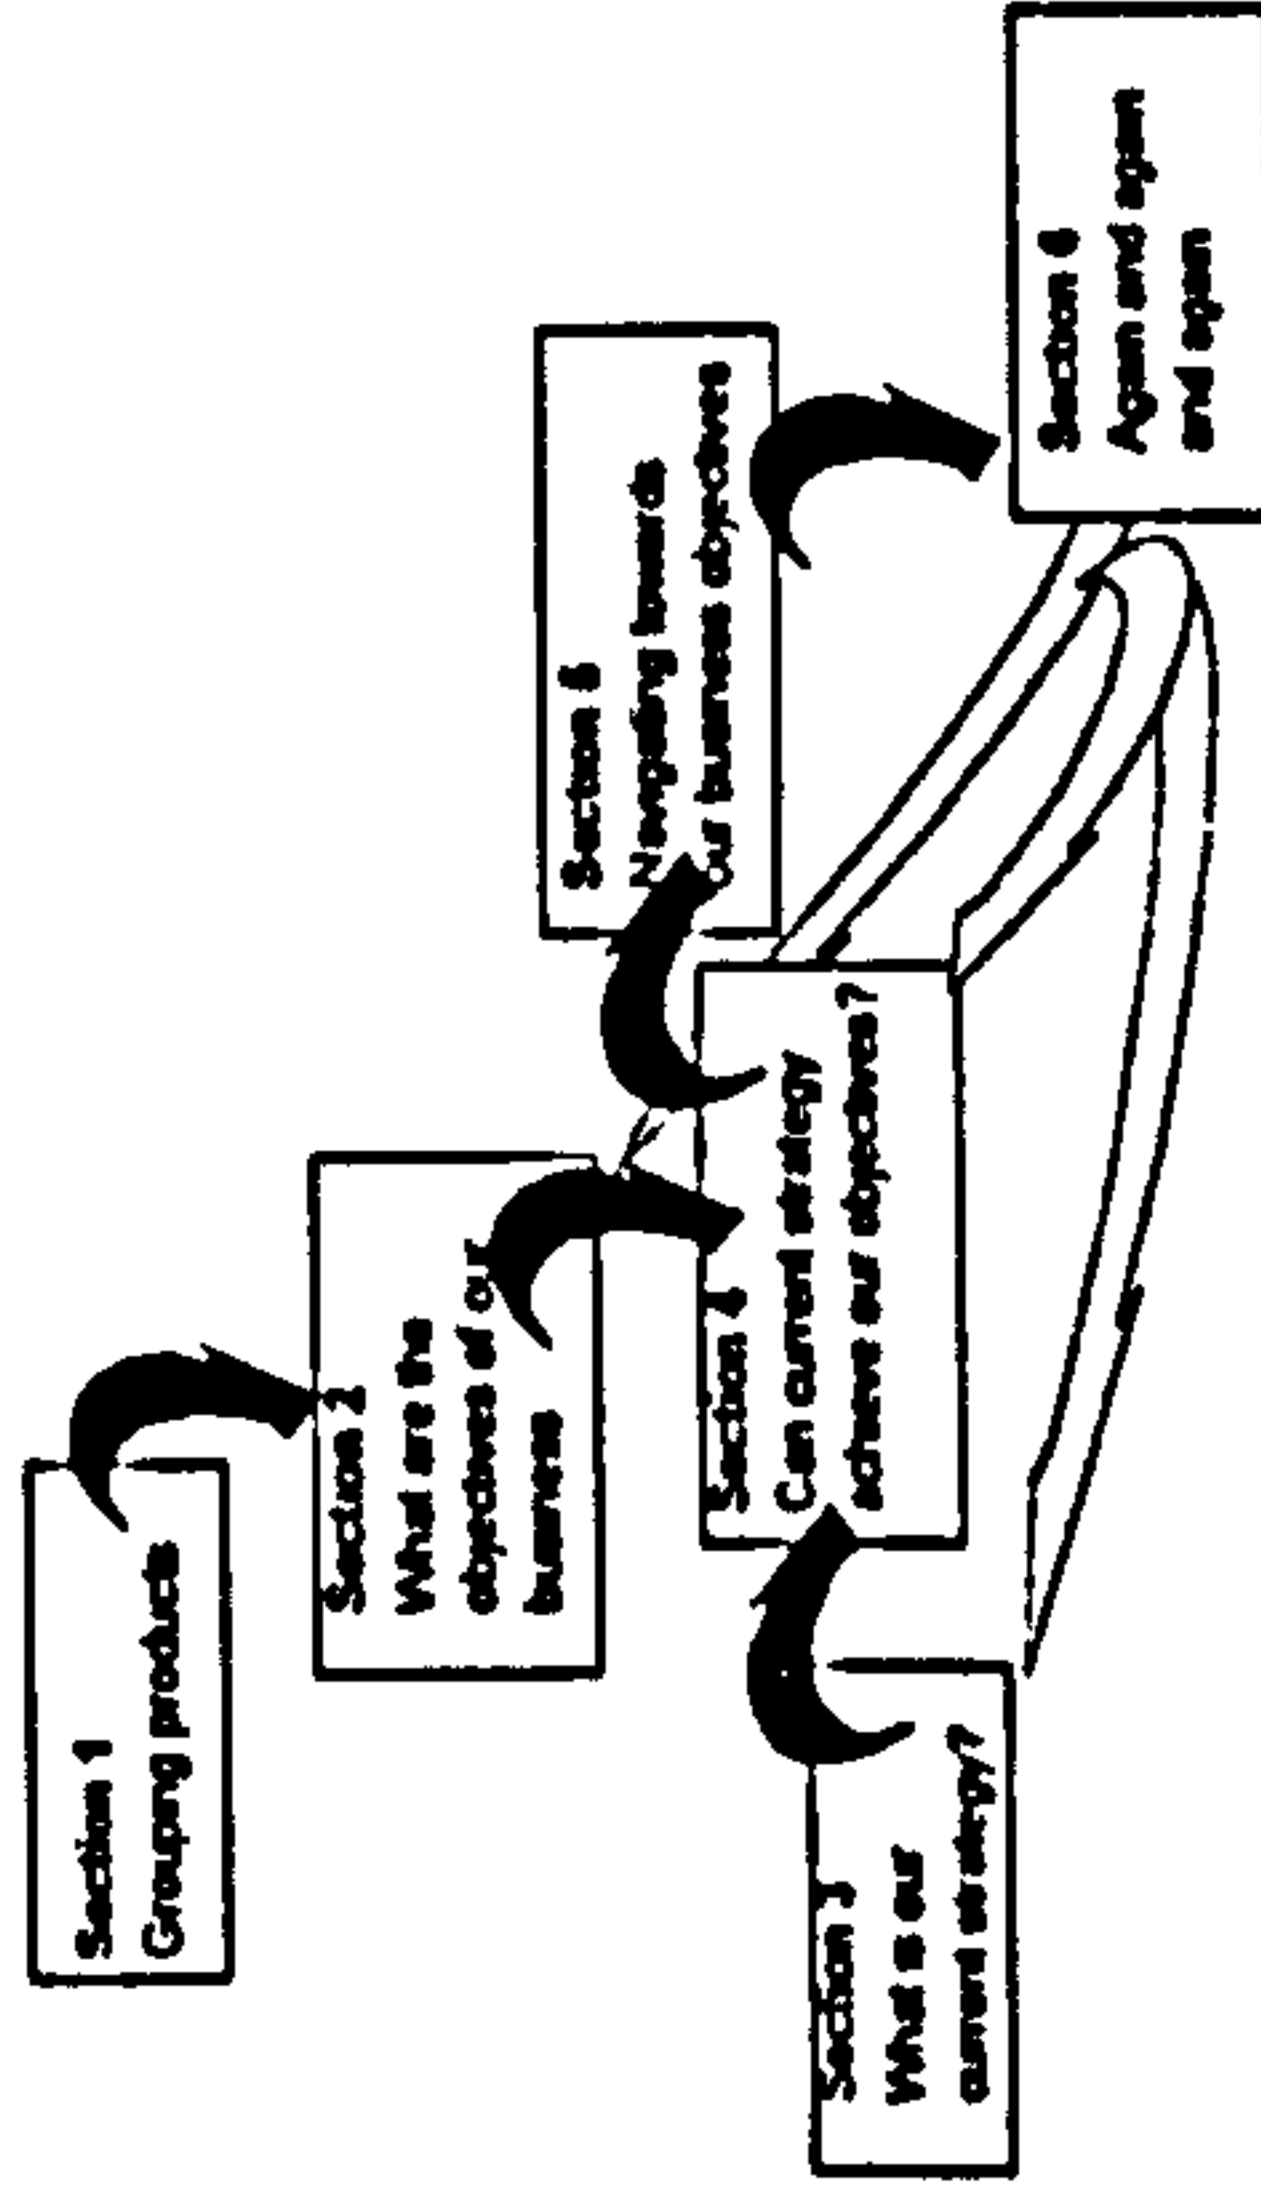 Section 1
Grouping products
Section 2
What are the
objectives of our
business
Section 3
What is our
current strategy?
Section
Can current strategy
achieve our objectives?
Section 5
Navigating towards
our business objectives
Section 6
Again and again
and again